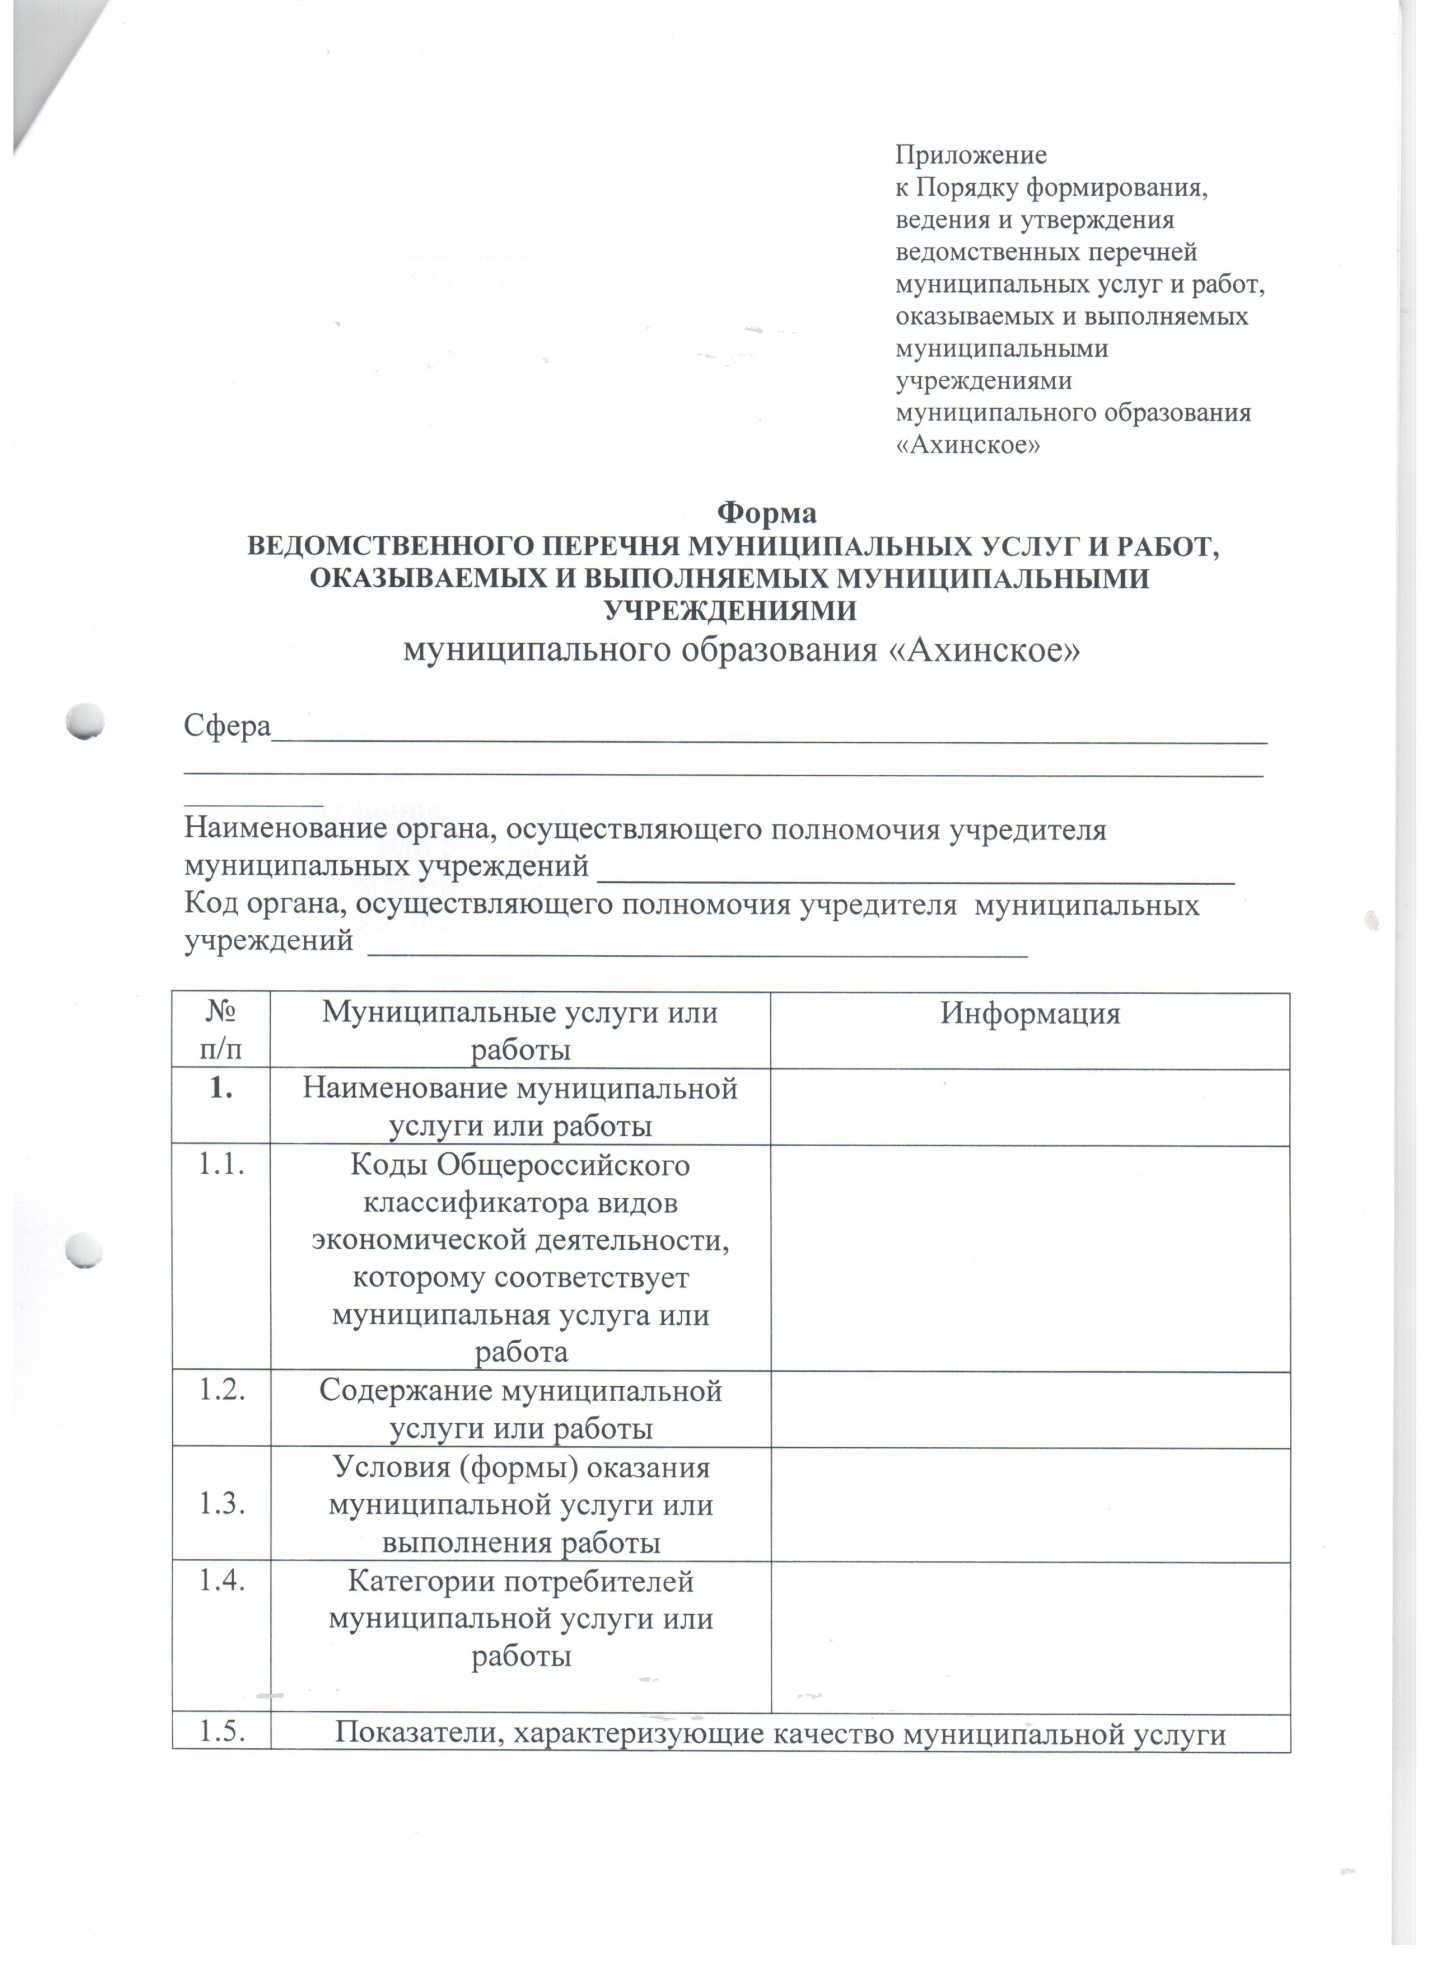 Приложение
к Порядку формирования,
ведения и утверждения
ведомственных перечней
муниципальных услуг и работ,
оказываемых и выполняемых
муниципальными
учреждениями
муниципального образования
«Ахинское»
Форма
ВЕДОМСТВЕННОГО ПЕРЕЧНЯ МУНИЦИПАЛЬНЫХ УСЛУГ И РАБОТ,
ОКАЗЫВАЕМЫХ И ВЫПОЛНЯЕМЫХ МУНИЦИПАЛЬНЫМИ
УЧРЕЖДЕНИЯМИ
муниципального образования «Ахинское»
Сфера
Наименование органа, осуществляющего полномочия учредителя
муниципальных учреждений
Код органа, осуществляющего полномочия учредителя муниципальных
учреждений
№
п/п
Муниципальные услуги или
работы
Информация
1.
Наименование муниципальной
услуги или работы
1.1.
Коды Общероссийского
классификатора видов
экономической деятельности,
которому соответствует
муниципальная услуга или
работа
1.2.
Содержание муниципальной
услуги или работы
1.3.
Условия (формы) оказания
муниципальной услуги или
выполнения работы
1.4.
Категории потребителей
муниципальной услуги или
работы
1.5.
Показатели, характеризующие качество муниципальной услуги